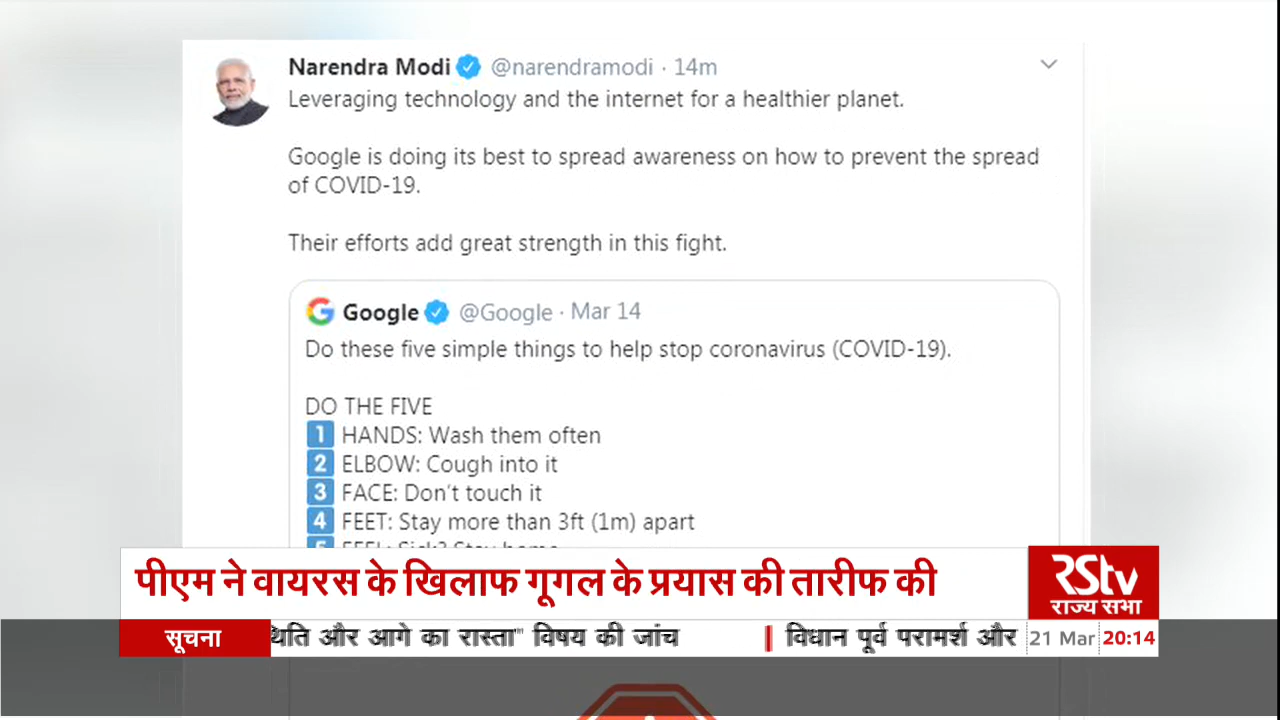 Narendra Modi @narendramodi · 14m
Leveraging technology and the internet for a healthier planet.
Google is doing its best to spread awareness on how to prevent the spread
of COVID-19.
Their efforts add great strength in this fight.
Google @Google · Mar 14
Do these five simple things to help stop coronavirus (COVID-19).
DO THE FIVE
1 HANDS: Wash them often
2 ELBOW: Cough into it
3 FACE: Don't touch it
4 FEET: Stay more than 3ft (1m) apart
5 FEEL: Sick? Stay home
पीएम ने वायरस के खिलाफ गूगल के प्रयास की तारीफ की
RStv
राज्य सभा
सूचना
और आगे का रास्ता" विषय की जांच | विधान पूर्व परामर्श और
21 Mar 20:14